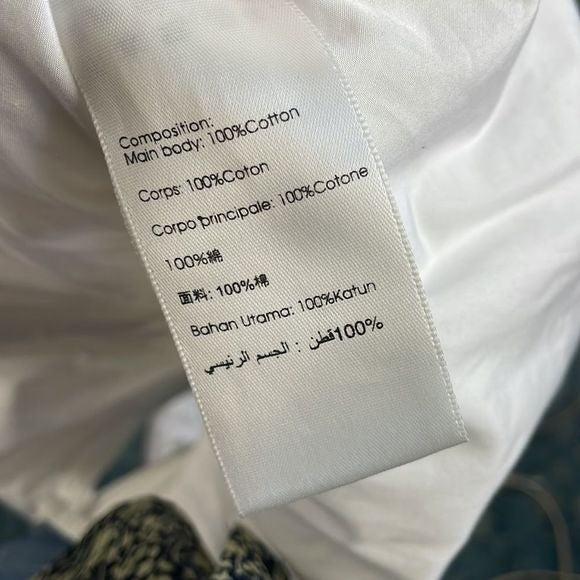 Composition:
Main body: 100%Cotton
Corps: 100%Coton
Corpo principale: 100%Cotone
100%綿
面料: 100%棉
Bahan Utama: 100%Katun
100%قطن : الجسم الرئيسي